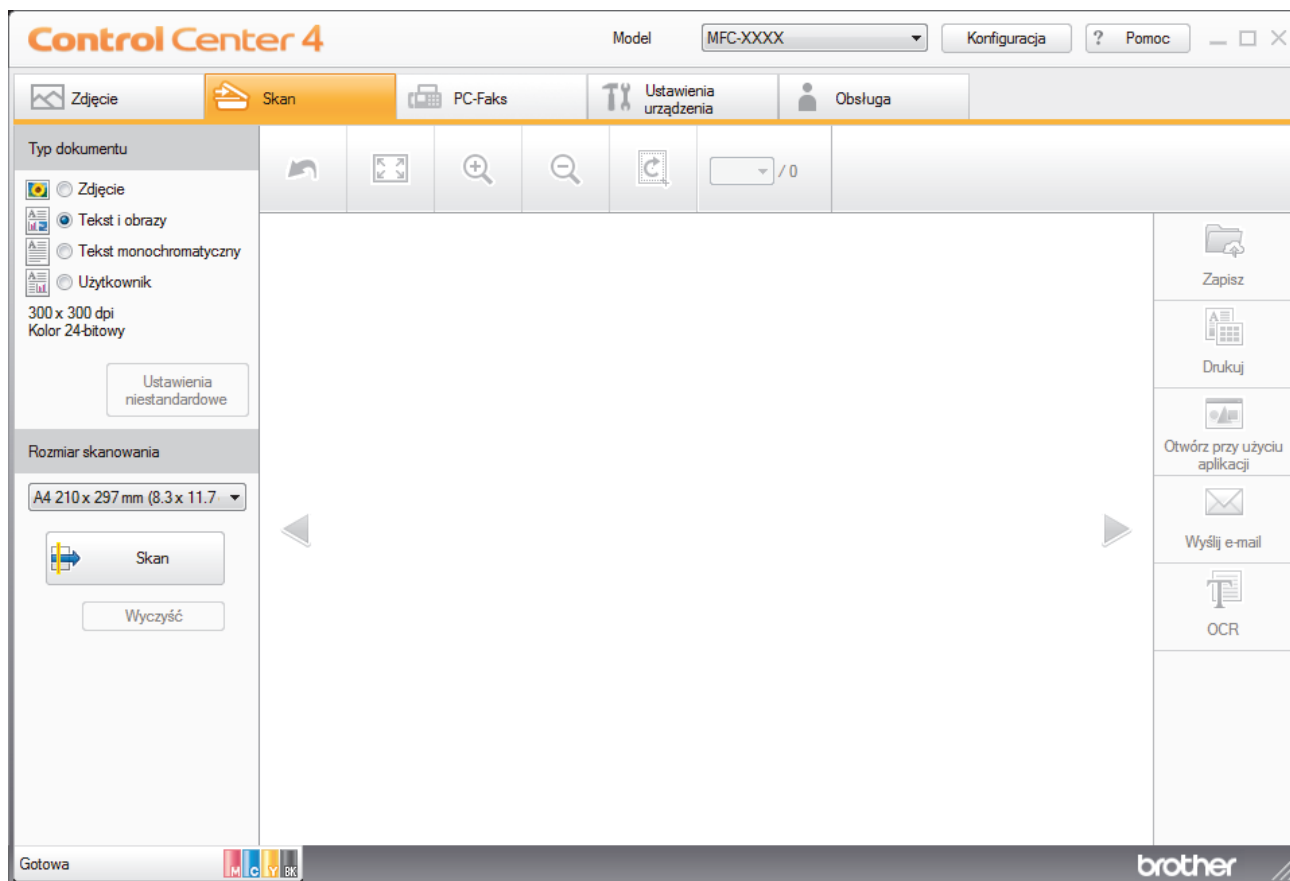 Control Center 4
Model
MFC-XXXX
Konfiguracja
? Pomoc
Zdjęcie
Skan
PC-Faks
Ustawienia
urządzenia
Obsługa
Typ dokumentu
Zdjęcie
Tekst i obrazy
Tekst monochromatyczny
Użytkownik
300 x 300 dpi
Kolor 24-bitowy
Ustawienia
niestandardowe
Rozmiar skanowania
A4 210 x 297 mm (8.3 x 11.7
Skan
Wyczyść
/ 0
Zapisz
Drukuj
Otwórz przy użyciu
aplikacji
Wyślij e-mail
OCR
Gotowa
M C Y BK
brother